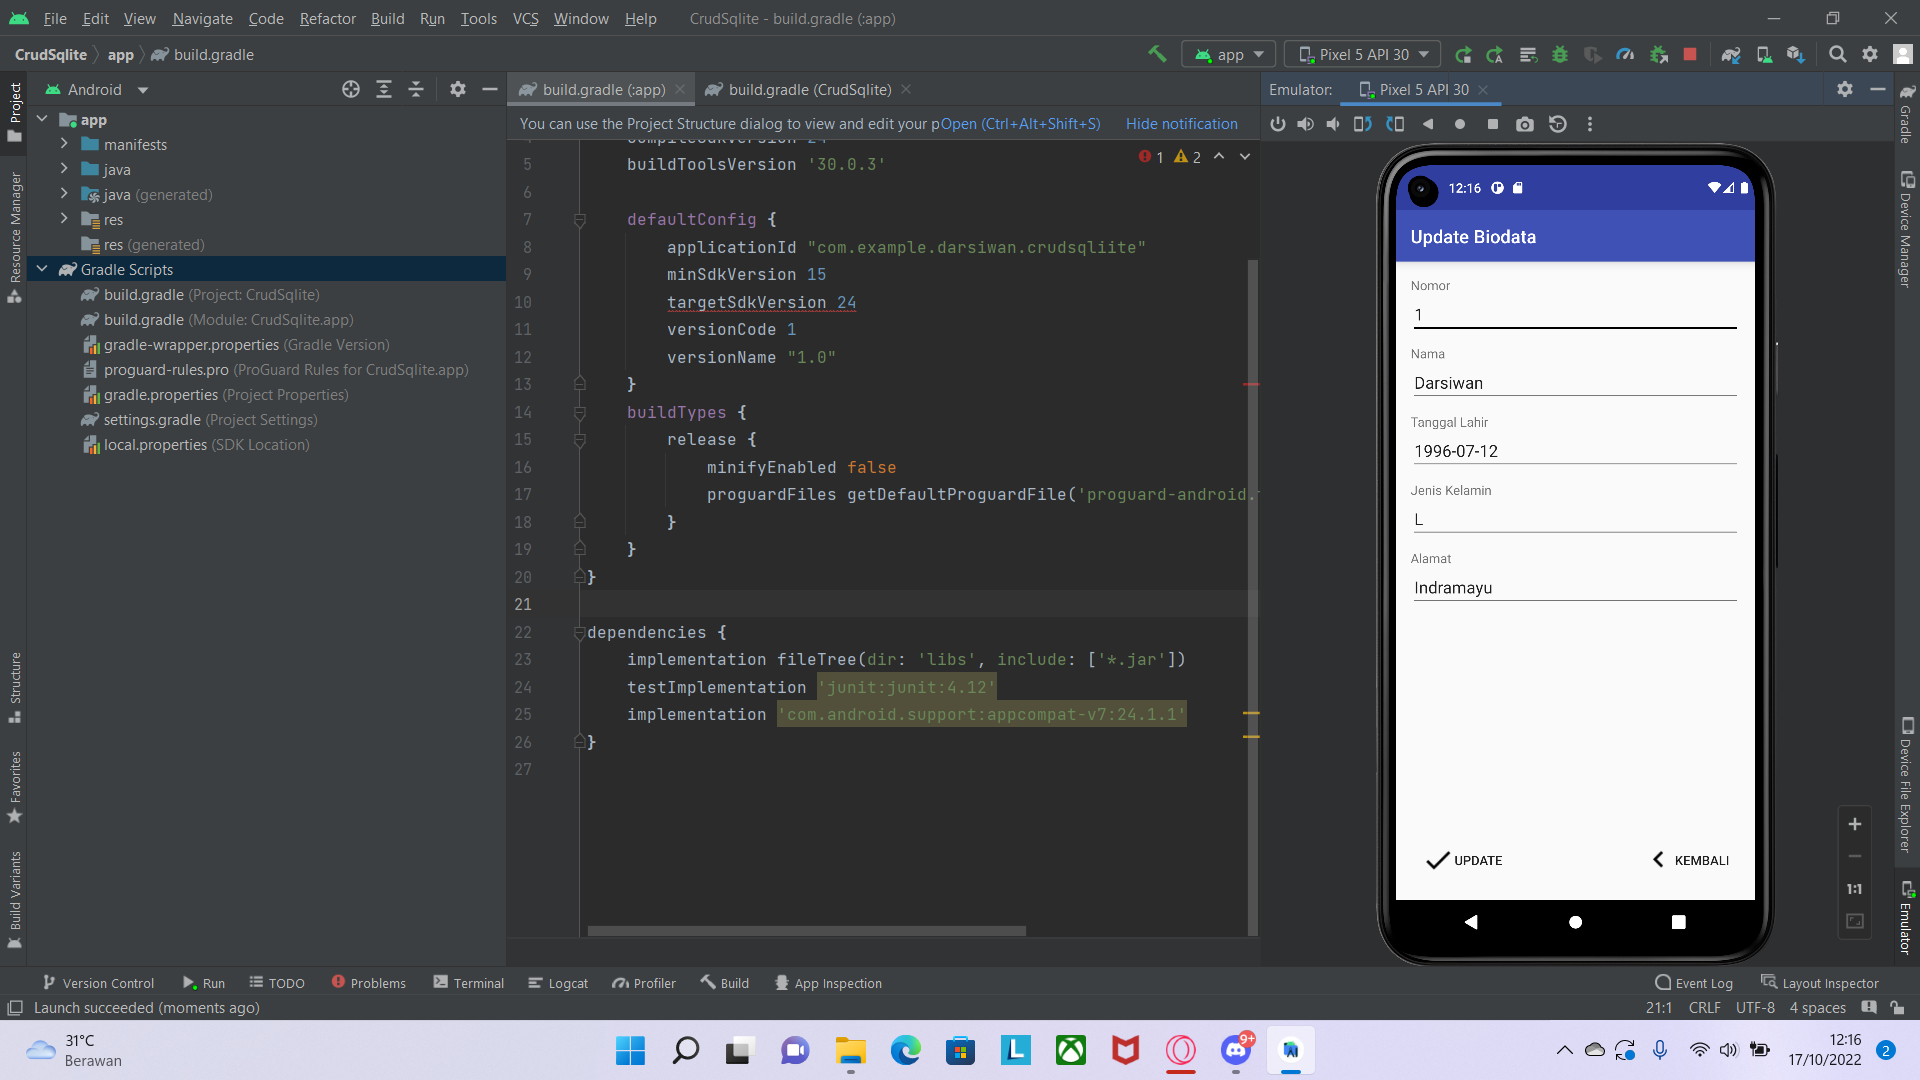 File Edit View Navigate Code Refactor Build Run Tools VCS Window Help CrudSqlite - build.gradle (:app)
CrudSqlite app build.gradle
app Pixel 5 API 30
Project
Resource Manager
Structure
Favorites
Build Variants
Android
app
manifests
java
java (generated)
res
res (generated)
Gradle Scripts
build.gradle (Project: CrudSqlite)
build.gradle (Module: CrudSqlite.app)
gradle-wrapper.properties (Gradle Version)
proguard-rules.pro (ProGuard Rules for CrudSqlite.app)
gradle.properties (Project Properties)
settings.gradle (Project Settings)
local.properties (SDK Location)
build.gradle (:app) build.gradle (CrudSqlite)
You can use the Project Structure dialog to view and edit your p Open (Ctrl+Alt+Shift+S) Hide notification
1 2
4 compileSdkVersion 24
5 buildToolsVersion '30.0.3'
6
7 defaultConfig {
8 applicationId "com.example.darsiwan.crudsqliite"
9 minSdkVersion 15
10 targetSdkVersion 24
11 versionCode 1
12 versionName "1.0"
13 }
14 buildTypes {
15 release {
16 minifyEnabled false
17 proguardFiles getDefaultProguardFile('proguard-android.
18 }
19 }
20 }
21
22 dependencies {
23 implementation fileTree(dir: 'libs', include: ['*.jar'])
24 testImplementation 'junit:junit:4.12'
25 implementation 'com.android.support:appcompat-v7:24.1.1'
26 }
27
Emulator: Pixel 5 API 30
12:16
Update Biodata
Nomor
1
Nama
Darsiwan
Tanggal Lahir
1996-07-12
Jenis Kelamin
L
Alamat
Indramayu
UPDATE KEMBALI
1:1
Gradle
Device Manager
Device File Explorer
Emulator
Version Control Run TODO Problems Terminal Logcat Profiler Build App Inspection Event Log Layout Inspector
Launch succeeded (moments ago) 21:1 CRLF UTF-8 4 spaces
31°C
Berawan
9+
12:16
17/10/2022
2